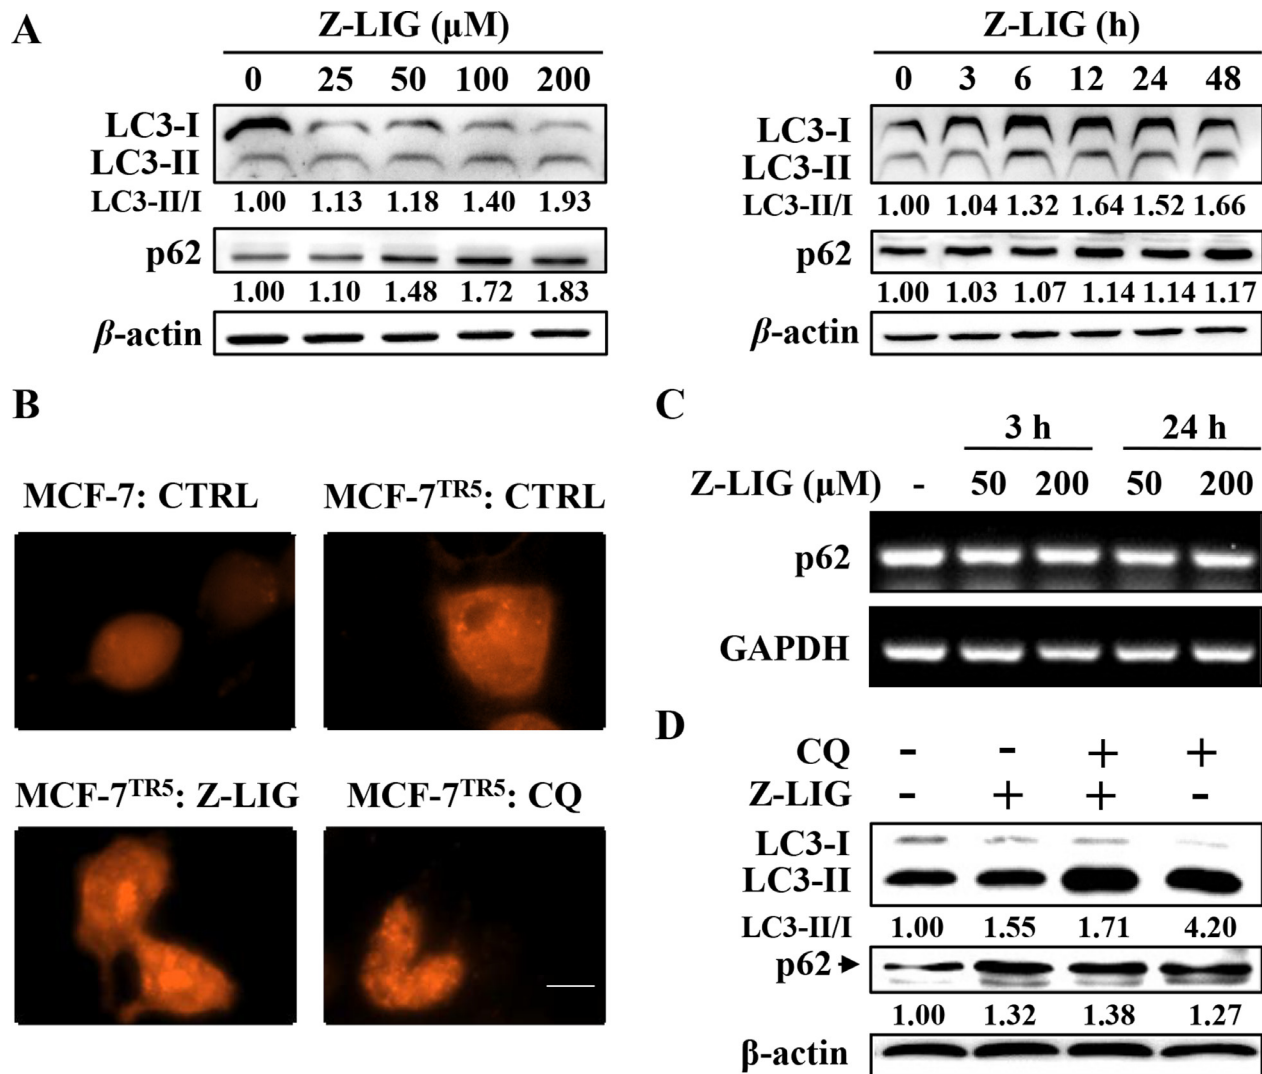 A
Z-LIG (μM)
0 25 50 100 200
LC3-I
LC3-II
LC3-II/I 1.00 1.13 1.18 1.40 1.93
p62
1.00 1.10 1.48 1.72 1.83
β-actin
Z-LIG (h)
0 3 6 12 24 48
LC3-I
LC3-II
LC3-II/I 1.00 1.04 1.32 1.64 1.52 1.66
p62
1.00 1.03 1.07 1.14 1.14 1.17
β-actin
B
MCF-7: CTRL
MCF-7TR5: CTRL
MCF-7TR5: Z-LIG
MCF-7TR5: CQ
C
3 h 24 h
Z-LIG (μM) - 50 200 50 200
p62
GAPDH
D
CQ - - + +
Z-LIG - + + -
LC3-I
LC3-II
LC3-II/I 1.00 1.55 1.71 4.20
p62
1.00 1.32 1.38 1.27
β-actin